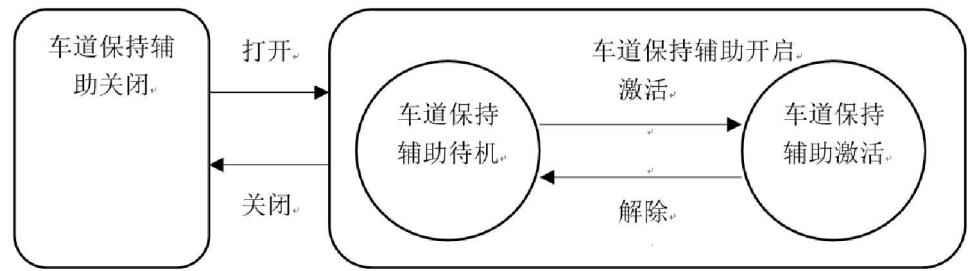 车道保持辅
助关闭
打开
关闭
车道保持辅助开启
激活
车道保持
辅助待机
车道保持
辅助激活
解除